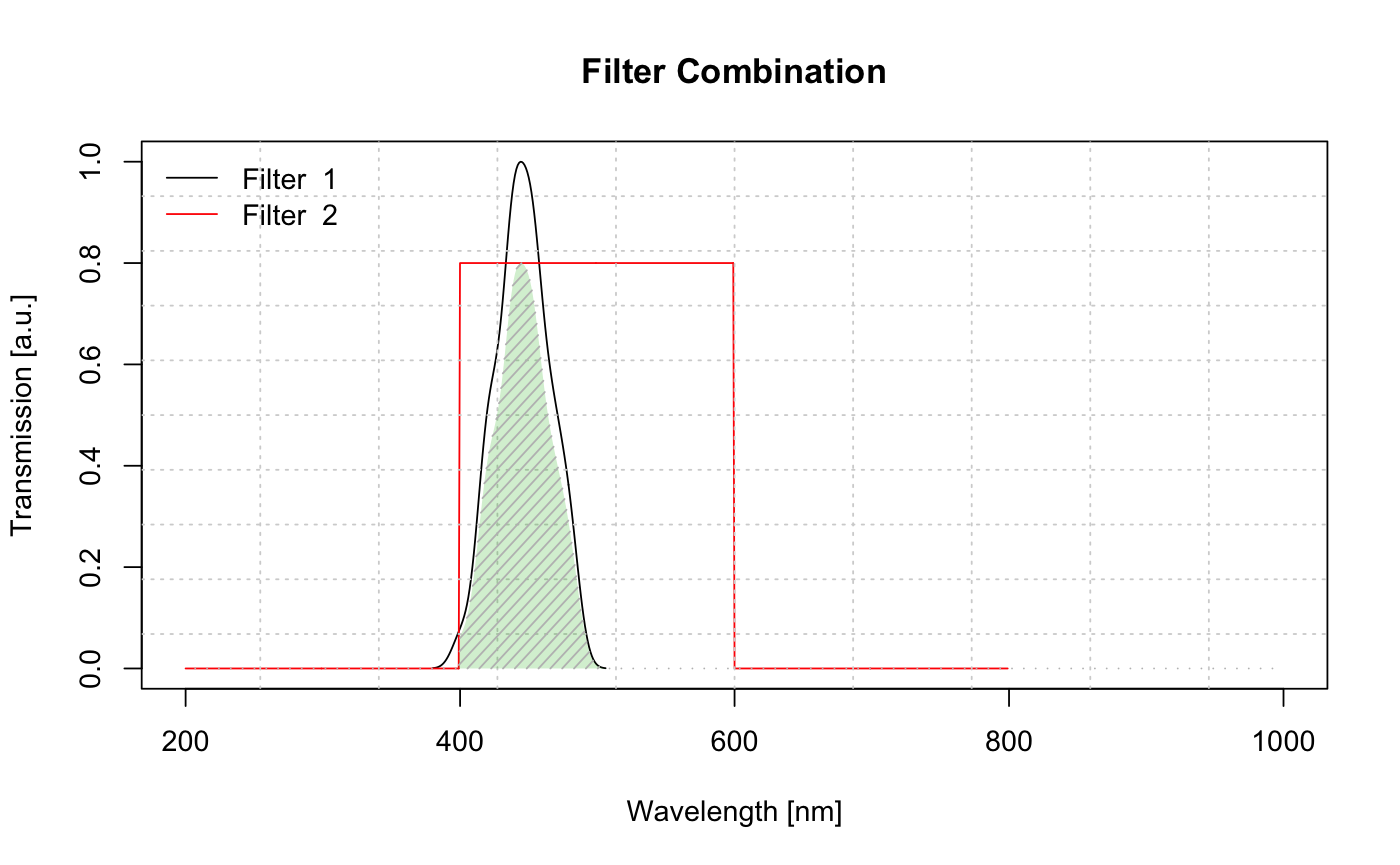 Filter Combination
Filter 1
Filter 2
Transmission [a.u.]
1.0
0.8
0.6
0.4
0.2
0.0
200 400 600 800 1000
Wavelength [nm]